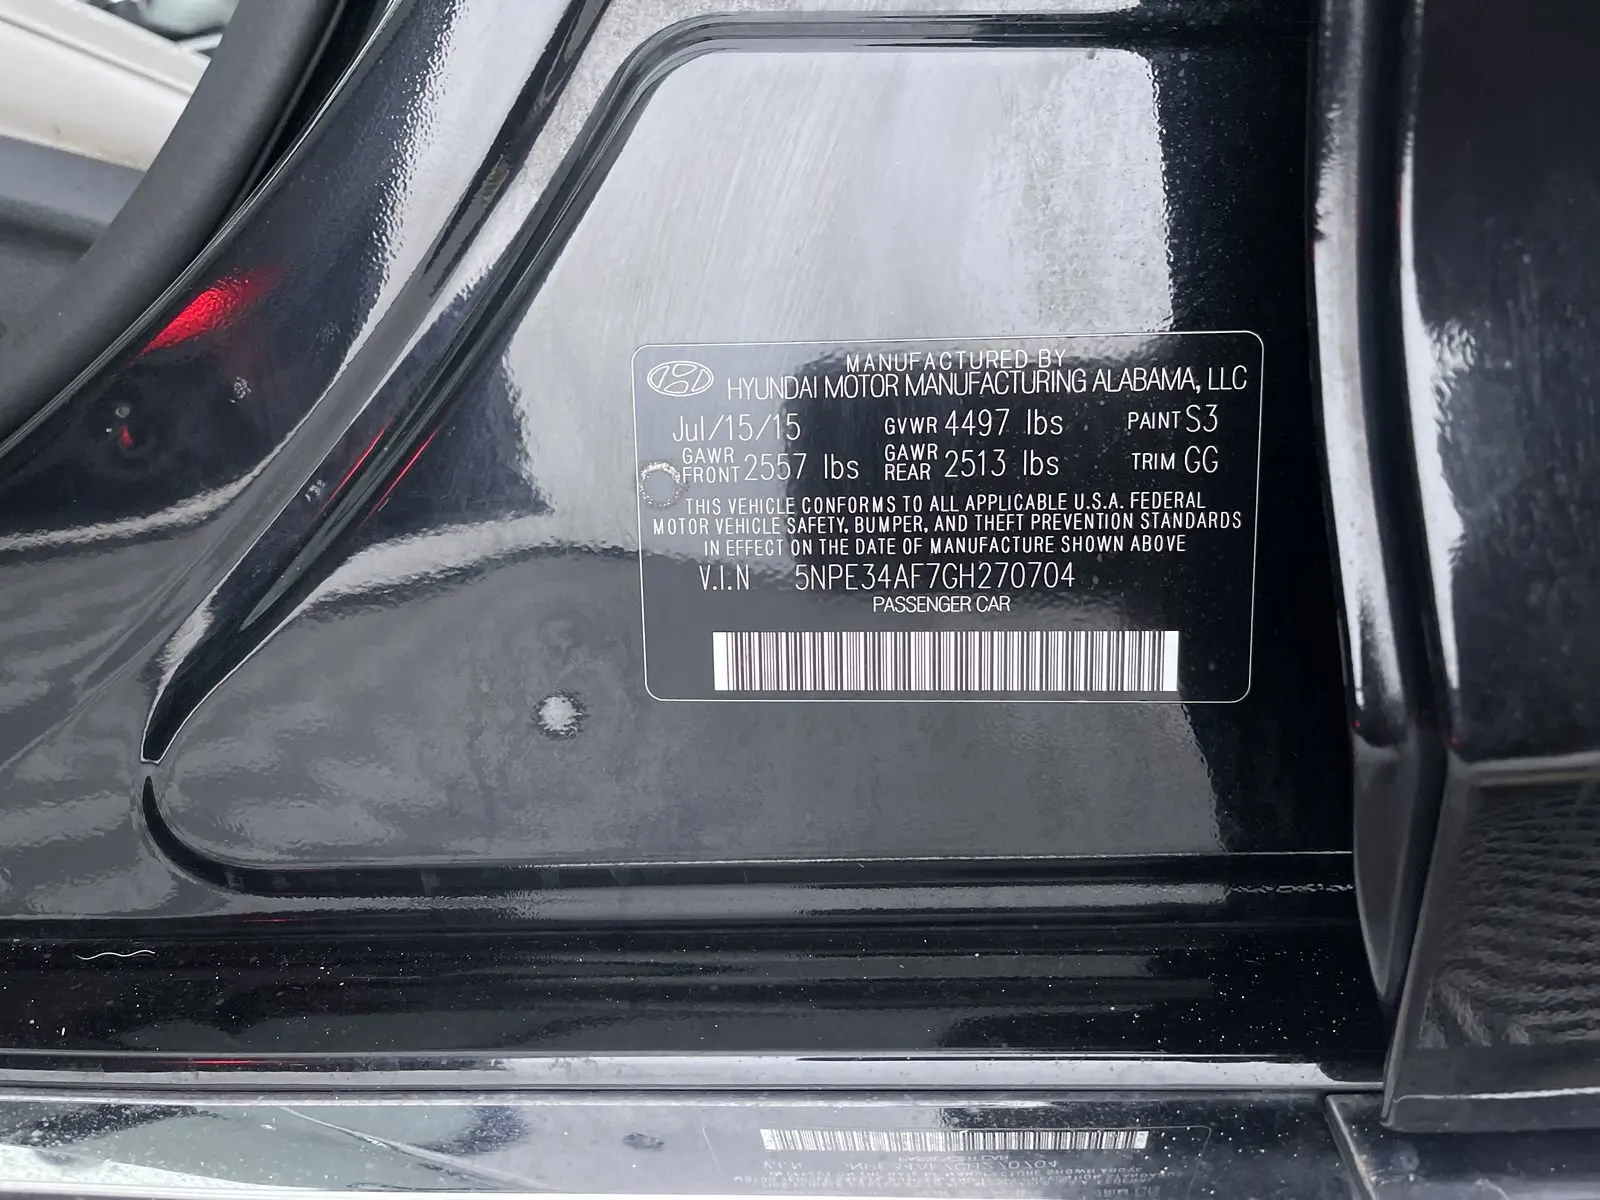 MANUFACTURED BY
HYUNDAI MOTOR MANUFACTURING ALABAMA, LLC
Jul/15/15 GVWR 4497 lbs PAINT S3
GAWR FRONT 2557 lbs GAWR REAR 2513 lbs TRIM GG
THIS VEHICLE CONFORMS TO ALL APPLICABLE U.S.A. FEDERAL
MOTOR VEHICLE SAFETY, BUMPER, AND THEFT PREVENTION STANDARDS
IN EFFECT ON THE DATE OF MANUFACTURE SHOWN ABOVE
V.I.N 5NPE34AF7GH270704
PASSENGER CAR